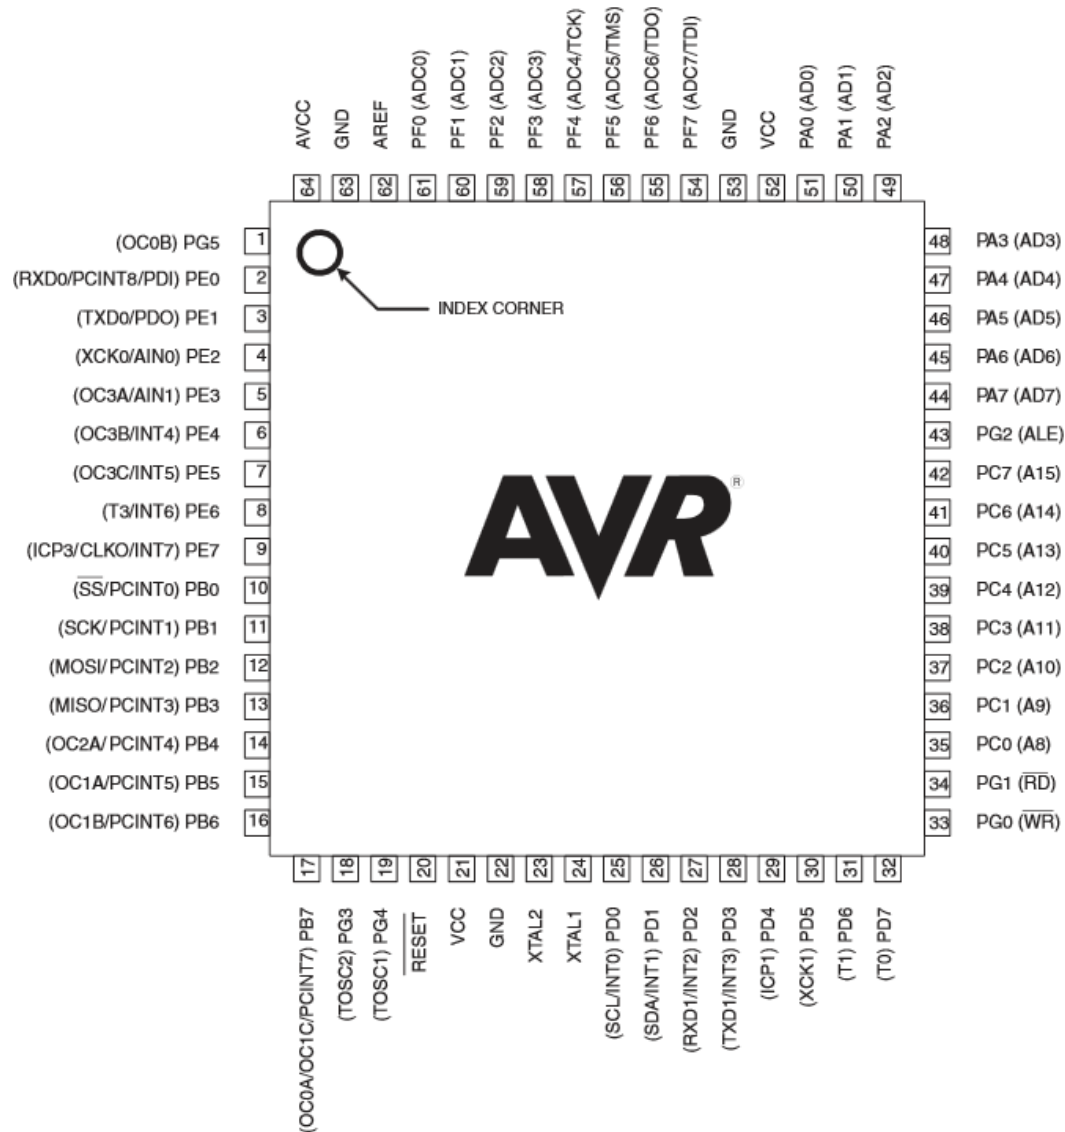 AVCC
GND
AREF
PF0 (ADC0)
PF1 (ADC1)
PF2 (ADC2)
PF3 (ADC3)
PF4 (ADC4/TCK)
PF5 (ADC5/TMS)
PF6 (ADC6/TDO)
PF7 (ADC7/TDI)
GND
VCC
PA0 (AD0)
PA1 (AD1)
PA2 (AD2)
64
63
62
61
60
59
58
57
56
55
54
53
52
51
50
49
(OC0B) PG5 1
(RXD0/PCINT8/PDI) PE0 2
(TXD0/PDO) PE1 3
(XCK0/AIN0) PE2 4
(OC3A/AIN1) PE3 5
(OC3B/INT4) PE4 6
(OC3C/INT5) PE5 7
(T3/INT6) PE6 8
(ICP3/CLKO/INT7) PE7 9
(SS/PCINT0) PB0 10
(SCK/PCINT1) PB1 11
(MOSI/PCINT2) PB2 12
(MISO/PCINT3) PB3 13
(OC2A/PCINT4) PB4 14
(OC1A/PCINT5) PB5 15
(OC1B/PCINT6) PB6 16
INDEX CORNER
AVR®
48 PA3 (AD3)
47 PA4 (AD4)
46 PA5 (AD5)
45 PA6 (AD6)
44 PA7 (AD7)
43 PG2 (ALE)
42 PC7 (A15)
41 PC6 (A14)
40 PC5 (A13)
39 PC4 (A12)
38 PC3 (A11)
37 PC2 (A10)
36 PC1 (A9)
35 PC0 (A8)
34 PG1 (RD)
33 PG0 (WR)
17
18
19
20
21
22
23
24
25
26
27
28
29
30
31
32
(OC0A/OC1C/PCINT7) PB7
(TOSC2) PG3
(TOSC1) PG4
RESET
VCC
GND
XTAL2
XTAL1
(SCL/INT0) PD0
(SDA/INT1) PD1
(RXD1/INT2) PD2
(TXD1/INT3) PD3
(ICP1) PD4
(XCK1) PD5
(T1) PD6
(T0) PD7